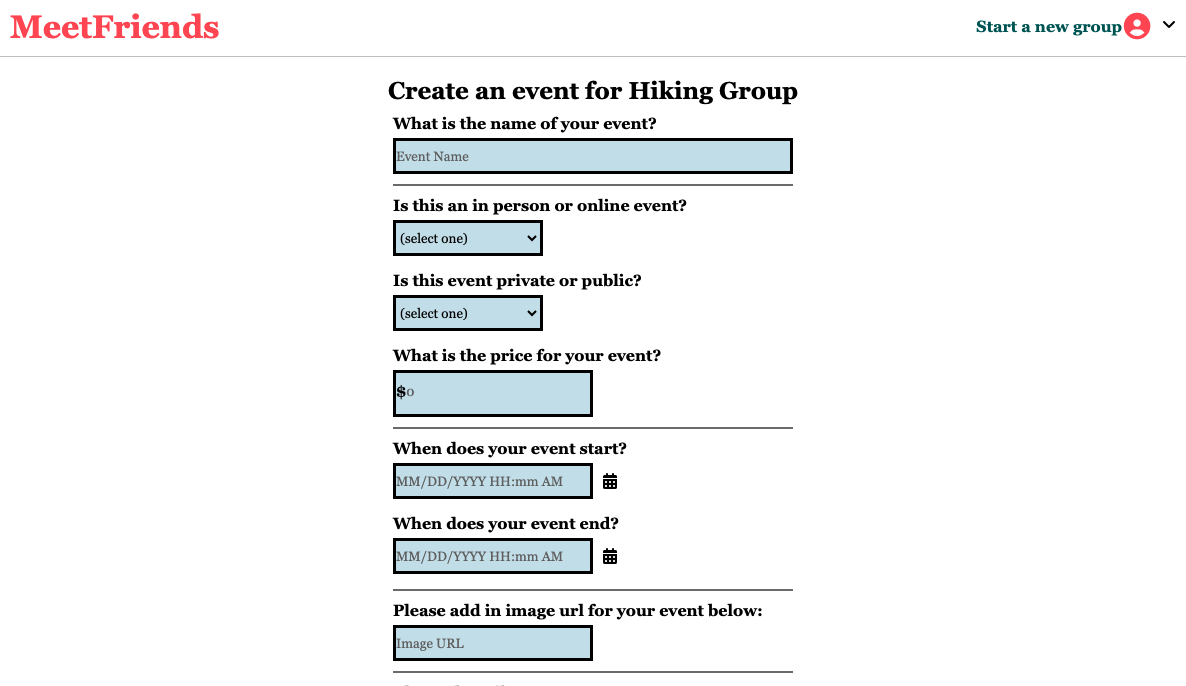 MeetFriends
Start a new group
Create an event for Hiking Group
What is the name of your event?
Event Name
Is this an in person or online event?
(select one)
Is this event private or public?
(select one)
What is the price for your event?
$0
When does your event start?
MM/DD/YYYY HH:mm AM
When does your event end?
MM/DD/YYYY HH:mm AM
Please add in image url for your event below:
Image URL